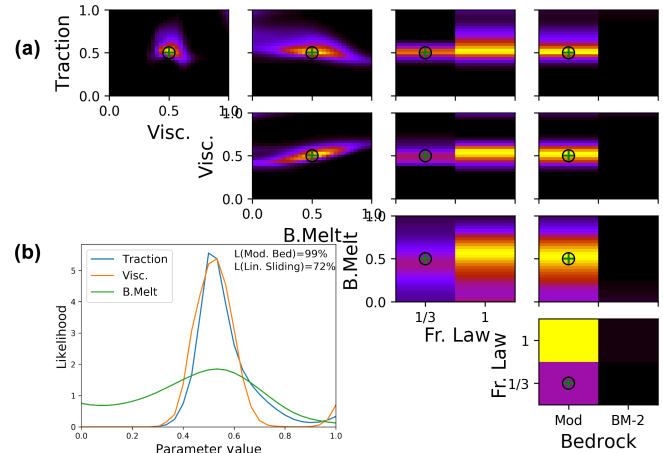 (a)
Traction
1.0
0.5
0.0
0.0
0.5
1.0
Visc.
Visc.
1.0
0.5
0.0
0.0
0.5
1.0
B.Melt
B.Melt
1.0
0.5
0.0
1/3
1
Fr. Law
Fr. Law
1
1/3
Mod
BM-2
Bedrock
(b)
Traction
Visc.
B.Melt
L(Mod. Bed)=99%
L(Lin. Sliding)=72%
Likelihood
5
4
3
2
1
0
0.0
0.2
0.4
0.6
0.8
1.0
Parameter value